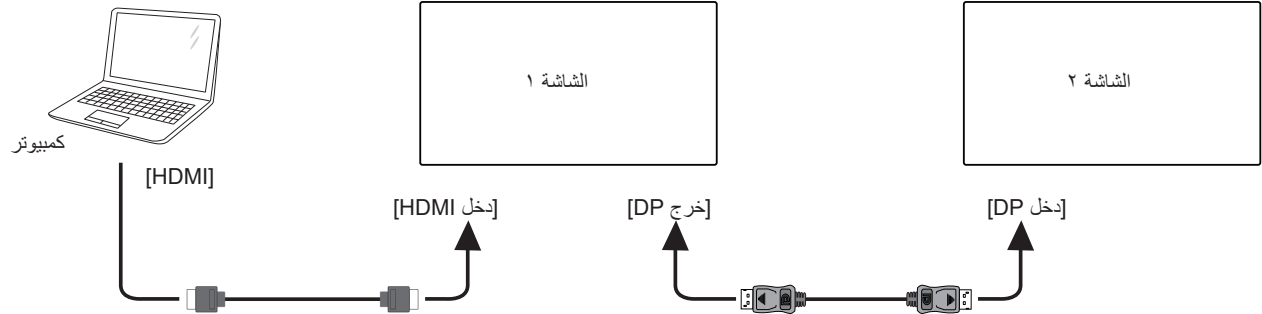 الشاشة ١
الشاشة ٢
كمبيوتر
[HDMI]
[دخل HDMI]
[خرج DP]
[دخل DP]